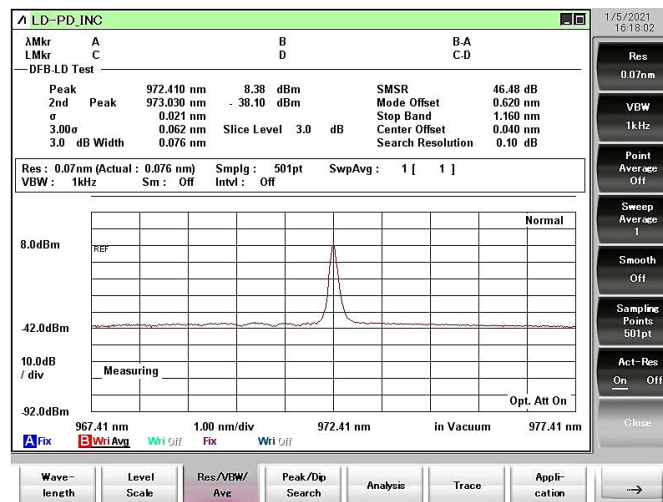 LD-PD_INC
1/5/2021
16:18:02
λMkr A B B-A
LMkr C D C-D
DFB-LD Test
Peak 972.410 nm 8.38 dBm SMSR 46.48 dB
2nd Peak 973.030 nm - 38.10 dBm Mode Offset 0.620 nm
σ 0.021 nm Stop Band 1.160 nm
3.00σ 0.062 nm Slice Level 3.0 dB Center Offset 0.040 nm
3.0 dB Width 0.076 nm Search Resolution 0.10 dB
Res : 0.07nm (Actual : 0.076 nm) Smplg : 501pt SwpAvg : 1 [ 1 ]
VBW : 1kHz Sm : Off Intvl : Off
Normal
8.0dBm
REF
-42.0dBm
10.0dB
/ div
Measuring
Opt. Att On
-92.0dBm
967.41 nm 1.00 nm/div 972.41 nm in Vacuum 977.41 nm
A Fix B Wri Avg Wri Off Fix Wri Off
Res
0.07nm
VBW
1kHz
Point
Average
Off
Sweep
Average
1
Smooth
Off
Sampling
Points
501pt
Act-Res
On Off
Close
Wave-
length
Level
Scale
Res/VBW/
Avg
Peak/Dip
Search
Analysis
Trace
Appli-
cation